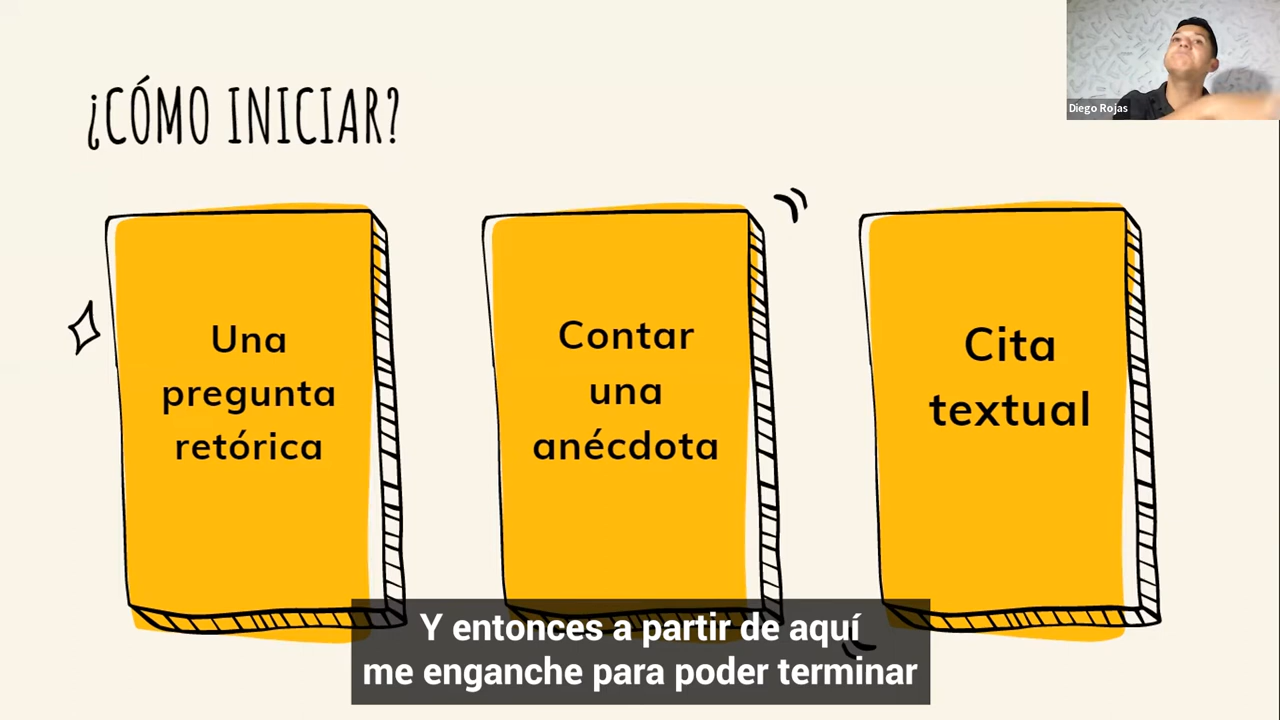 ¿CÓMO INICIAR?
Diego Rojas
Una
pregunta
retórica
Contar
una
anécdota
Cita
textual
Y entonces a partir de aquí
me enganche para poder terminar